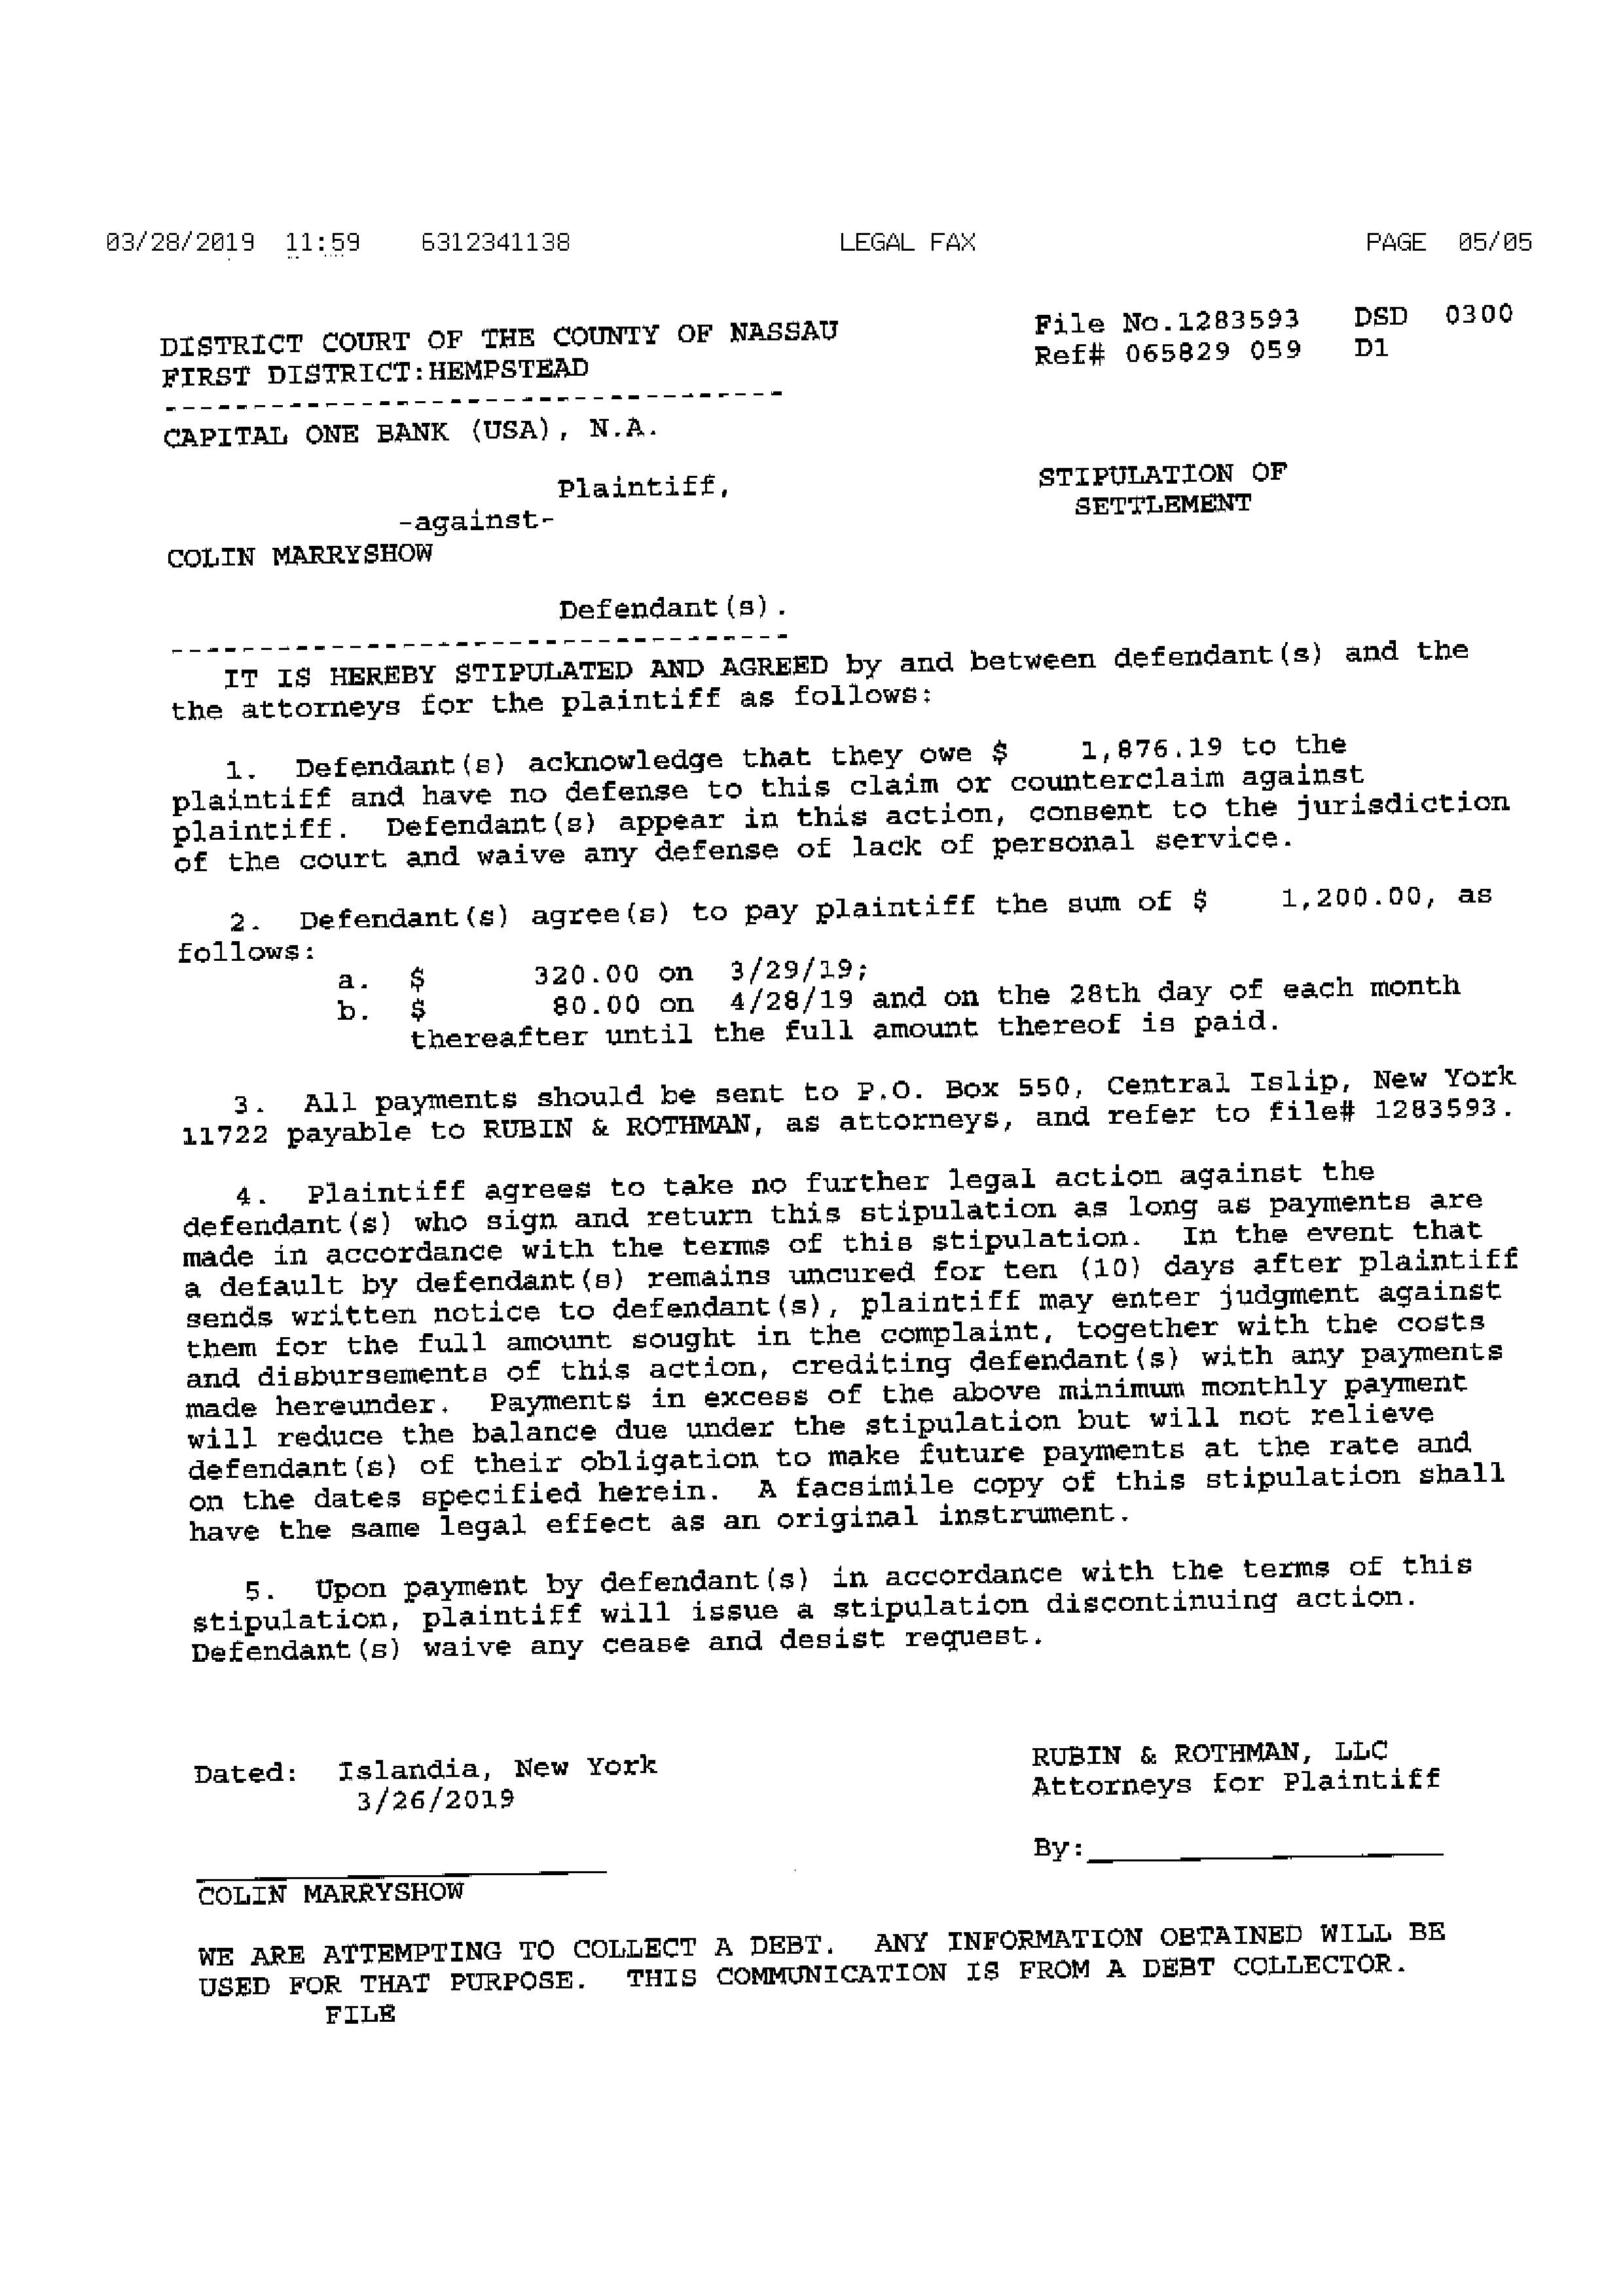 03/28/2019 11:59 6312341138 LEGAL FAX PAGE 05/05
DISTRICT COURT OF THE COUNTY OF NASSAU File No.1283593 DSD 0300
FIRST DISTRICT:HEMPSTEAD Ref# 065829 059 D1
-----------------------------------
CAPITAL ONE BANK (USA), N.A.
Plaintiff, STIPULATION OF
-against- SETTLEMENT
COLIN MARRYSHOW
Defendant(s).
-----------------------------------
IT IS HEREBY STIPULATED AND AGREED by and between defendant(s) and the
the attorneys for the plaintiff as follows:
1. Defendant(s) acknowledge that they owe $ 1,876.19 to the
plaintiff and have no defense to this claim or counterclaim against
plaintiff. Defendant(s) appear in this action, consent to the jurisdiction
of the court and waive any defense of lack of personal service.
2. Defendant(s) agree(s) to pay plaintiff the sum of $ 1,200.00, as
follows:
a. $ 320.00 on 3/29/19;
b. $ 80.00 on 4/28/19 and on the 28th day of each month
thereafter until the full amount thereof is paid.
3. All payments should be sent to P.O. Box 550, Central Islip, New York
11722 payable to RUBIN & ROTHMAN, as attorneys, and refer to file# 1283593.
4. Plaintiff agrees to take no further legal action against the
defendant(s) who sign and return this stipulation as long as payments are
made in accordance with the terms of this stipulation. In the event that
a default by defendant(s) remains uncured for ten (10) days after plaintiff
sends written notice to defendant(s), plaintiff may enter judgment against
them for the full amount sought in the complaint, together with the costs
and disbursements of this action, crediting defendant(s) with any payments
made hereunder. Payments in excess of the above minimum monthly payment
will reduce the balance due under the stipulation but will not relieve
defendant(s) of their obligation to make future payments at the rate and
on the dates specified herein. A facsimile copy of this stipulation shall
have the same legal effect as an original instrument.
5. Upon payment by defendant(s) in accordance with the terms of this
stipulation, plaintiff will issue a stipulation discontinuing action.
Defendant(s) waive any cease and desist request.
Dated: Islandia, New York RUBIN & ROTHMAN, LLC
3/26/2019 Attorneys for Plaintiff
By:
COLIN MARRYSHOW
WE ARE ATTEMPTING TO COLLECT A DEBT. ANY INFORMATION OBTAINED WILL BE
USED FOR THAT PURPOSE. THIS COMMUNICATION IS FROM A DEBT COLLECTOR.
FILE